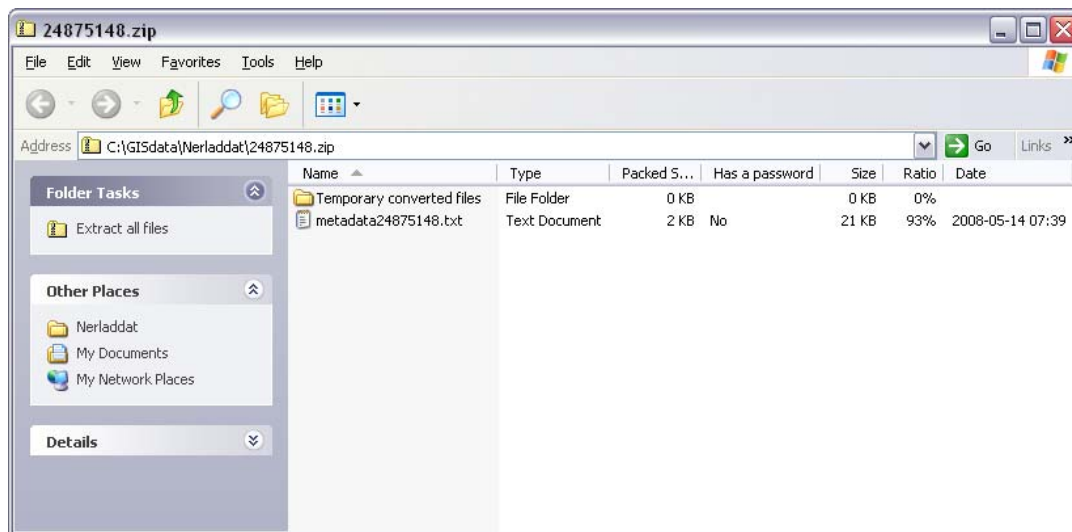 24875148.zip
File Edit View Favorites Tools Help
Address C:\GISdata\Nerladdat\24875148.zip Go Links »
Folder Tasks
Extract all files
Other Places
Nerladdat
My Documents
My Network Places
Details
Name Type Packed S... Has a password Size Ratio Date
Temporary converted files File Folder 0 KB 0 KB 0%
metadata24875148.txt Text Document 2 KB No 21 KB 93% 2008-05-14 07:39